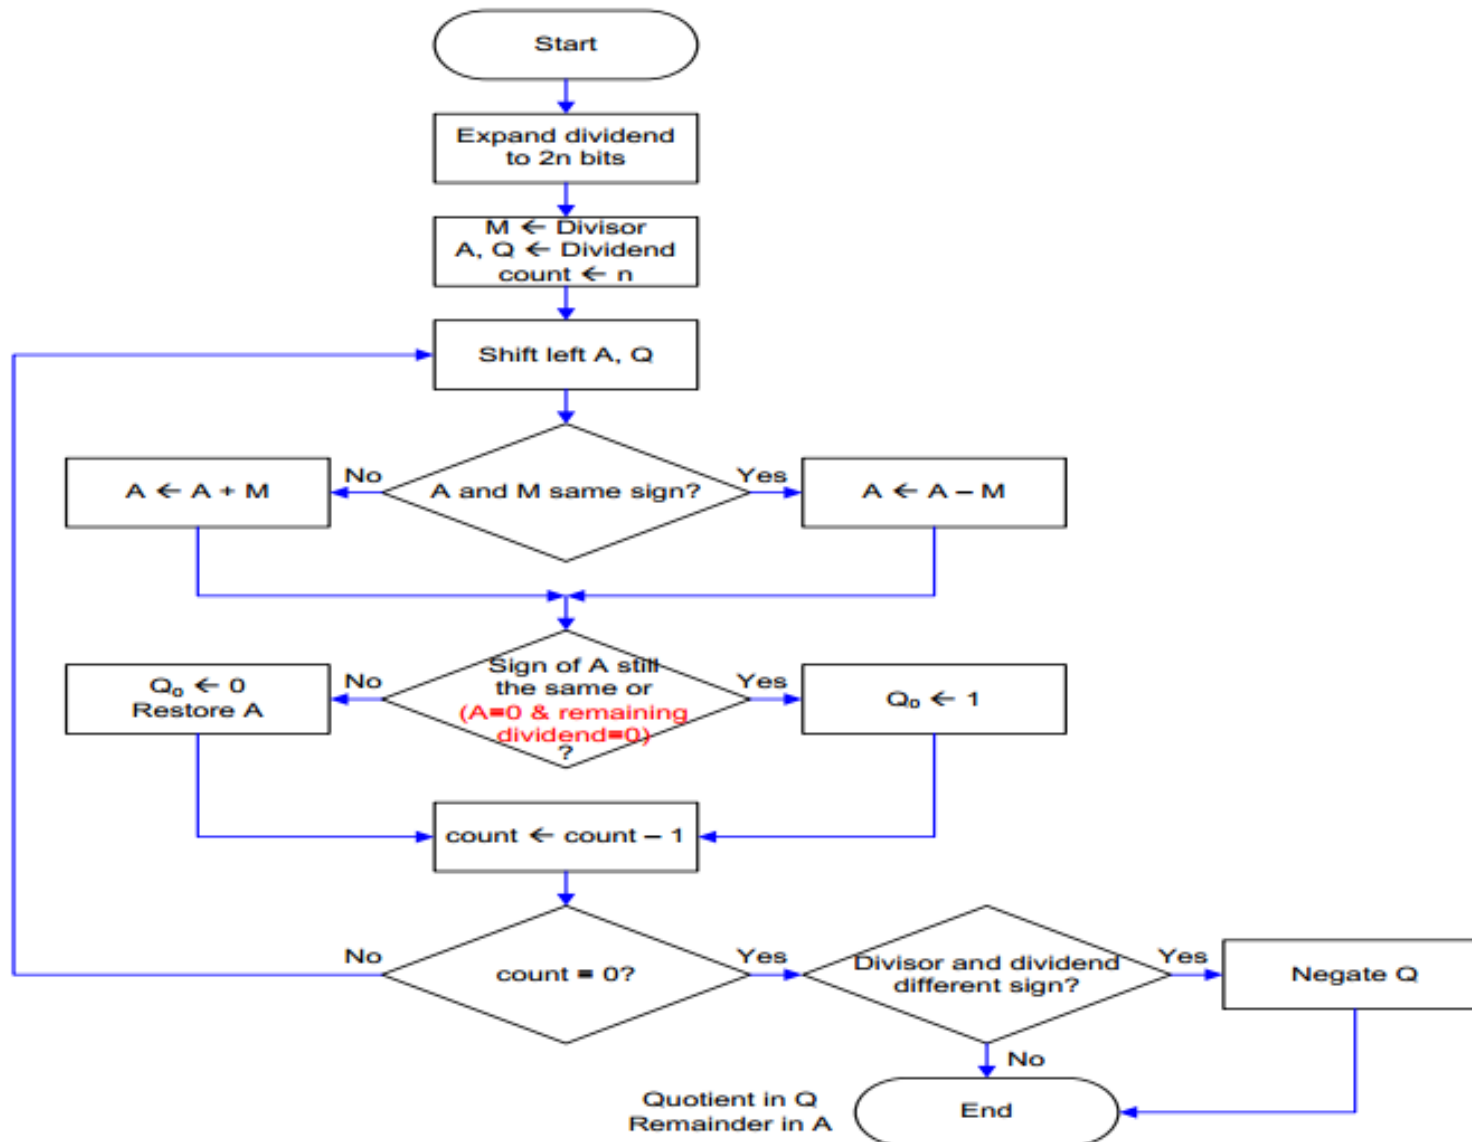 Start
Expand dividend
to 2n bits
M ← Divisor
A, Q ← Dividend
count ← n
Shift left A, Q
No
A and M same sign?
Yes
A ← A + M
A ← A – M
Sign of A still
the same or
(A=0 & remaining
dividend=0)
?
No
Yes
Q₀ ← 0
Restore A
Q₀ ← 1
count ← count – 1
No
count = 0?
Yes
Divisor and dividend
different sign?
Yes
Negate Q
No
Quotient in Q
Remainder in A
End